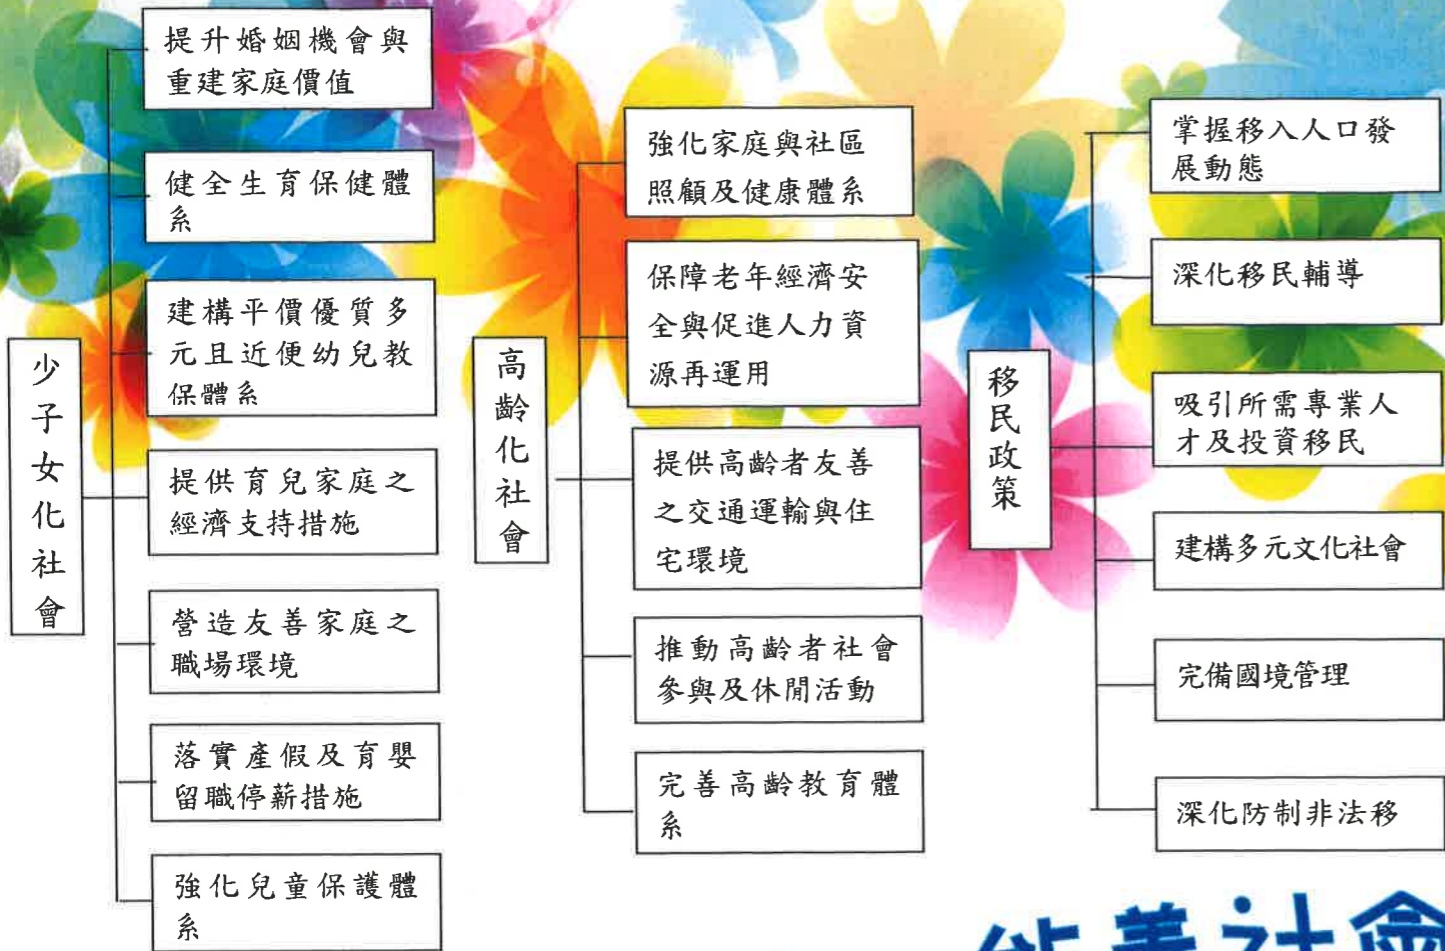 少子女化社會
提升婚姻機會與
重建家庭價值
健全生育保健體
系
建構平價優質多
元且近便幼兒教
保體系
提供育兒家庭之
經濟支持措施
營造友善家庭之
職場環境
落實產假及育嬰
留職停薪措施
強化兒童保護體
系
高齡化社會
強化家庭與社區
照顧及健康體系
保障老年經濟安
全與促進人力資
源再運用
提供高齡者友善
之交通運輸與住
宅環境
推動高齡者社會
參與及休閒活動
完善高齡教育體
系
移民政策
掌握移入人口發
展動態
深化移民輔導
吸引所需專業人
才及投資移民
建構多元文化社會
完備國境管理
深化防制非法移